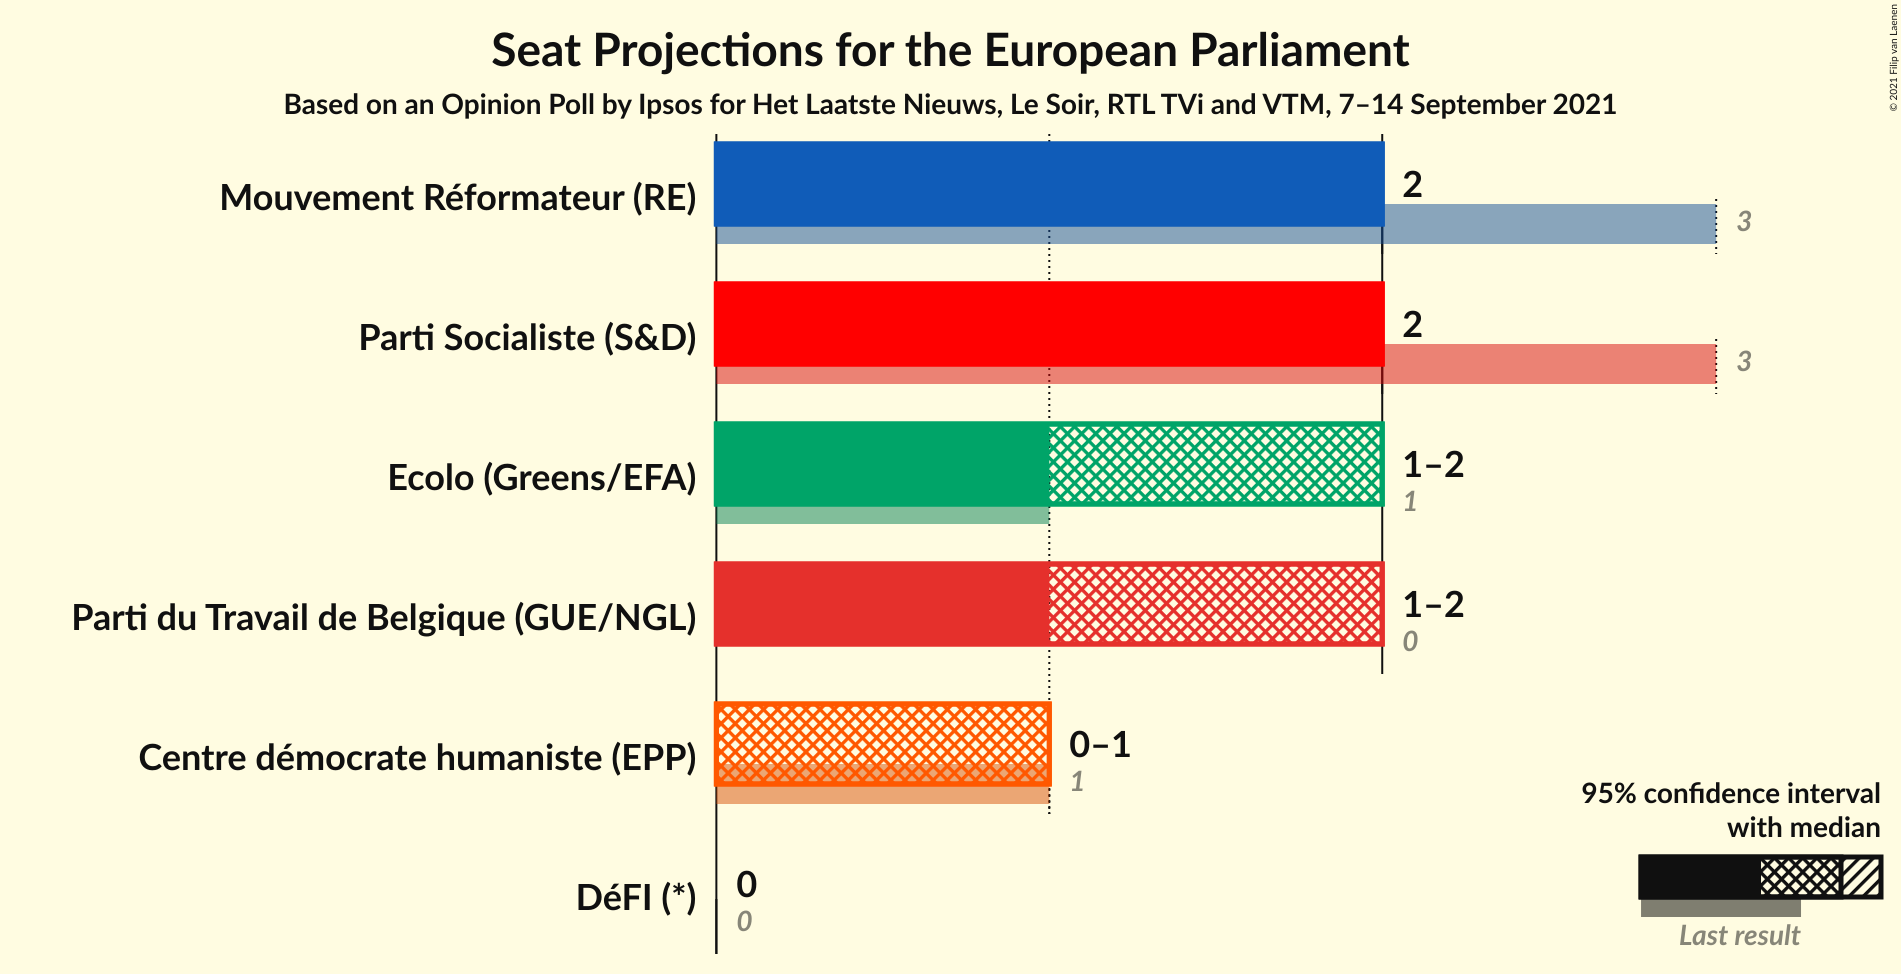 Seat Projections for the European Parliament
Based on an Opinion Poll by Ipsos for Het Laatste Nieuws, Le Soir, RTL TVi and VTM, 7–14 September 2021
© 2021 Filip van Laenen
Mouvement Réformateur (RE)
2
3
Parti Socialiste (S&D)
2
3
Ecolo (Greens/EFA)
1–2
1
Parti du Travail de Belgique (GUE/NGL)
1–2
0
Centre démocrate humaniste (EPP)
0–1
1
DéFI (*)
0
0
95% confidence interval
with median
Last result